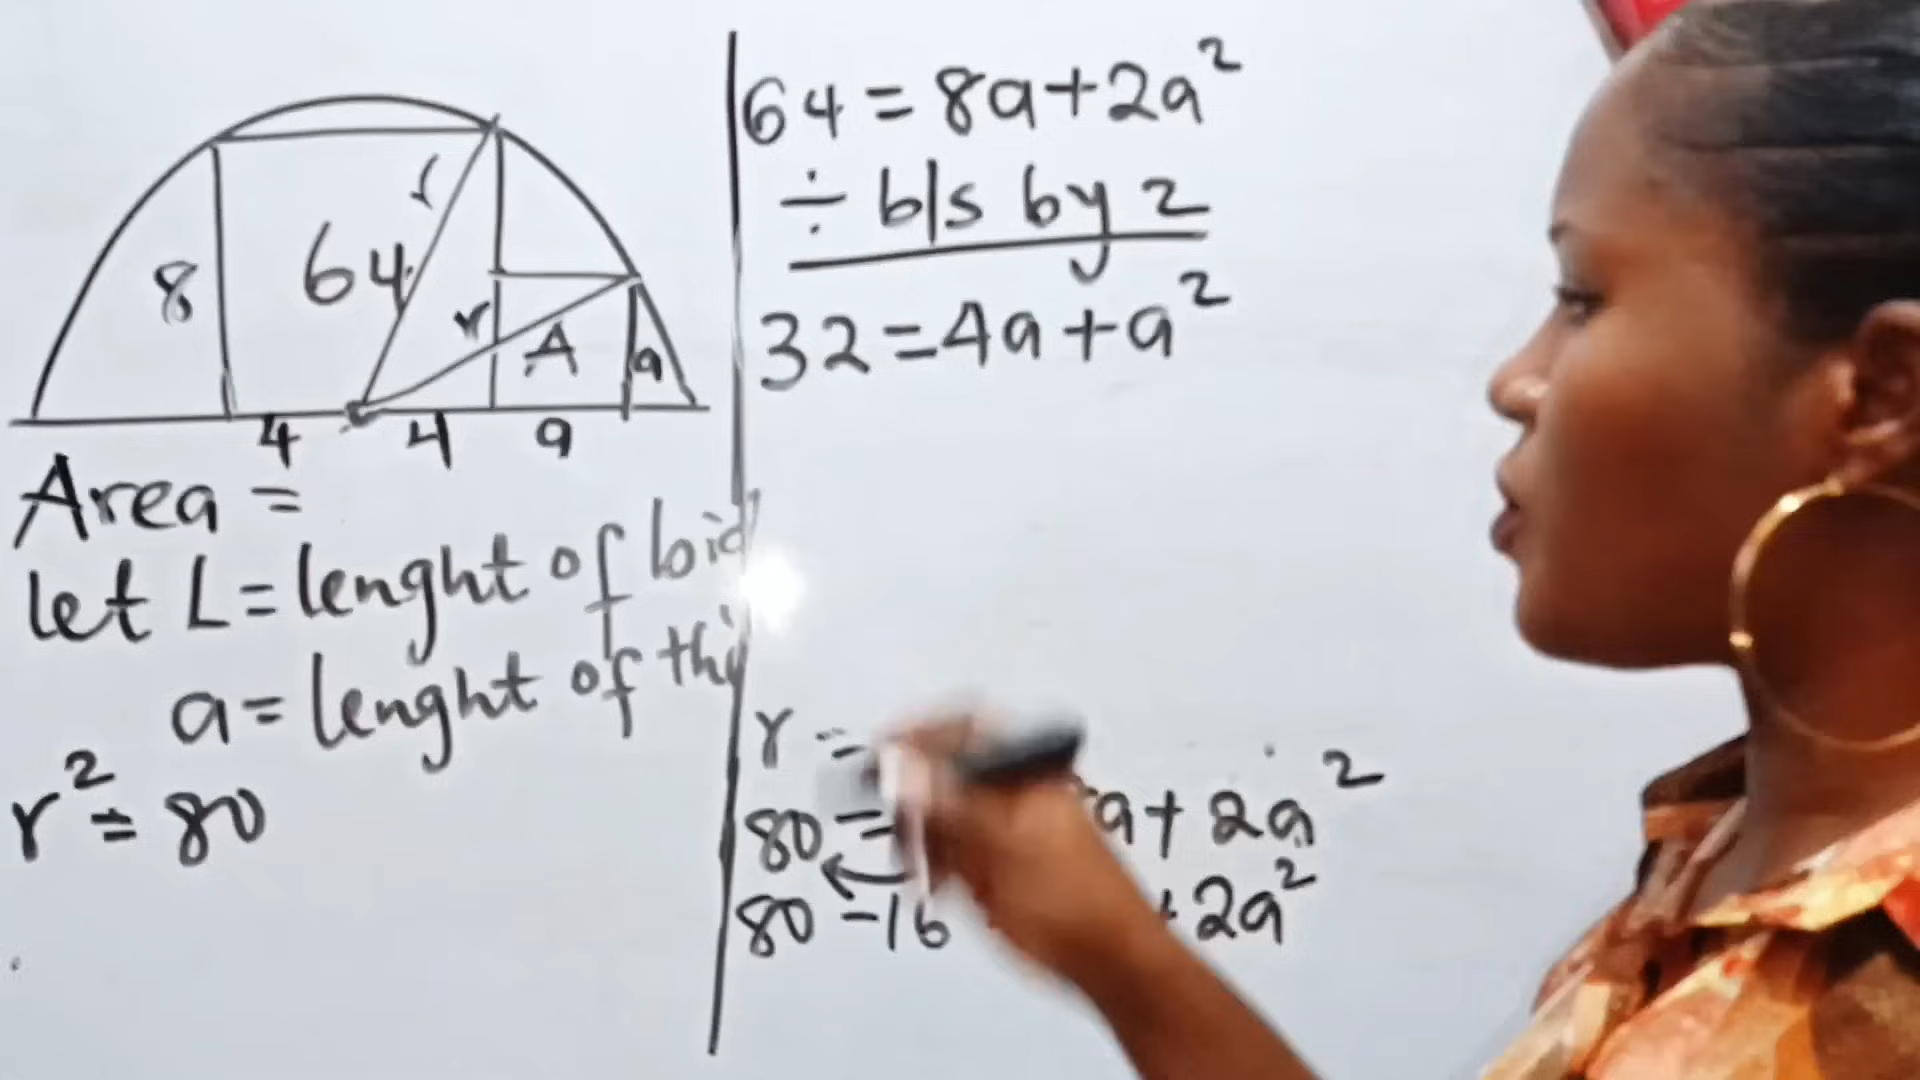 r
8
64
r
A
a
4
4
a
Area =
let L = lenght of
a = lenght of
r² = 80
64 = 8a + 2a²
÷ b/s by 2
32 = 4a + a²
r =
80 = a + 2a²
80 - 16 + 2a²